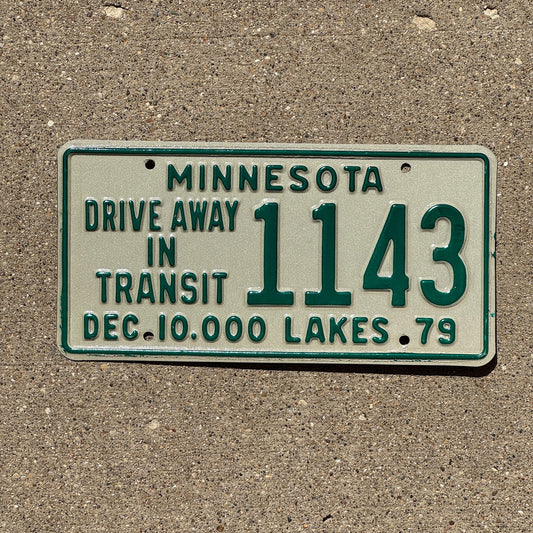 MINNESOTA
DRIVE AWAY
IN
TRANSIT
1143
DEC 10.000 LAKES 79